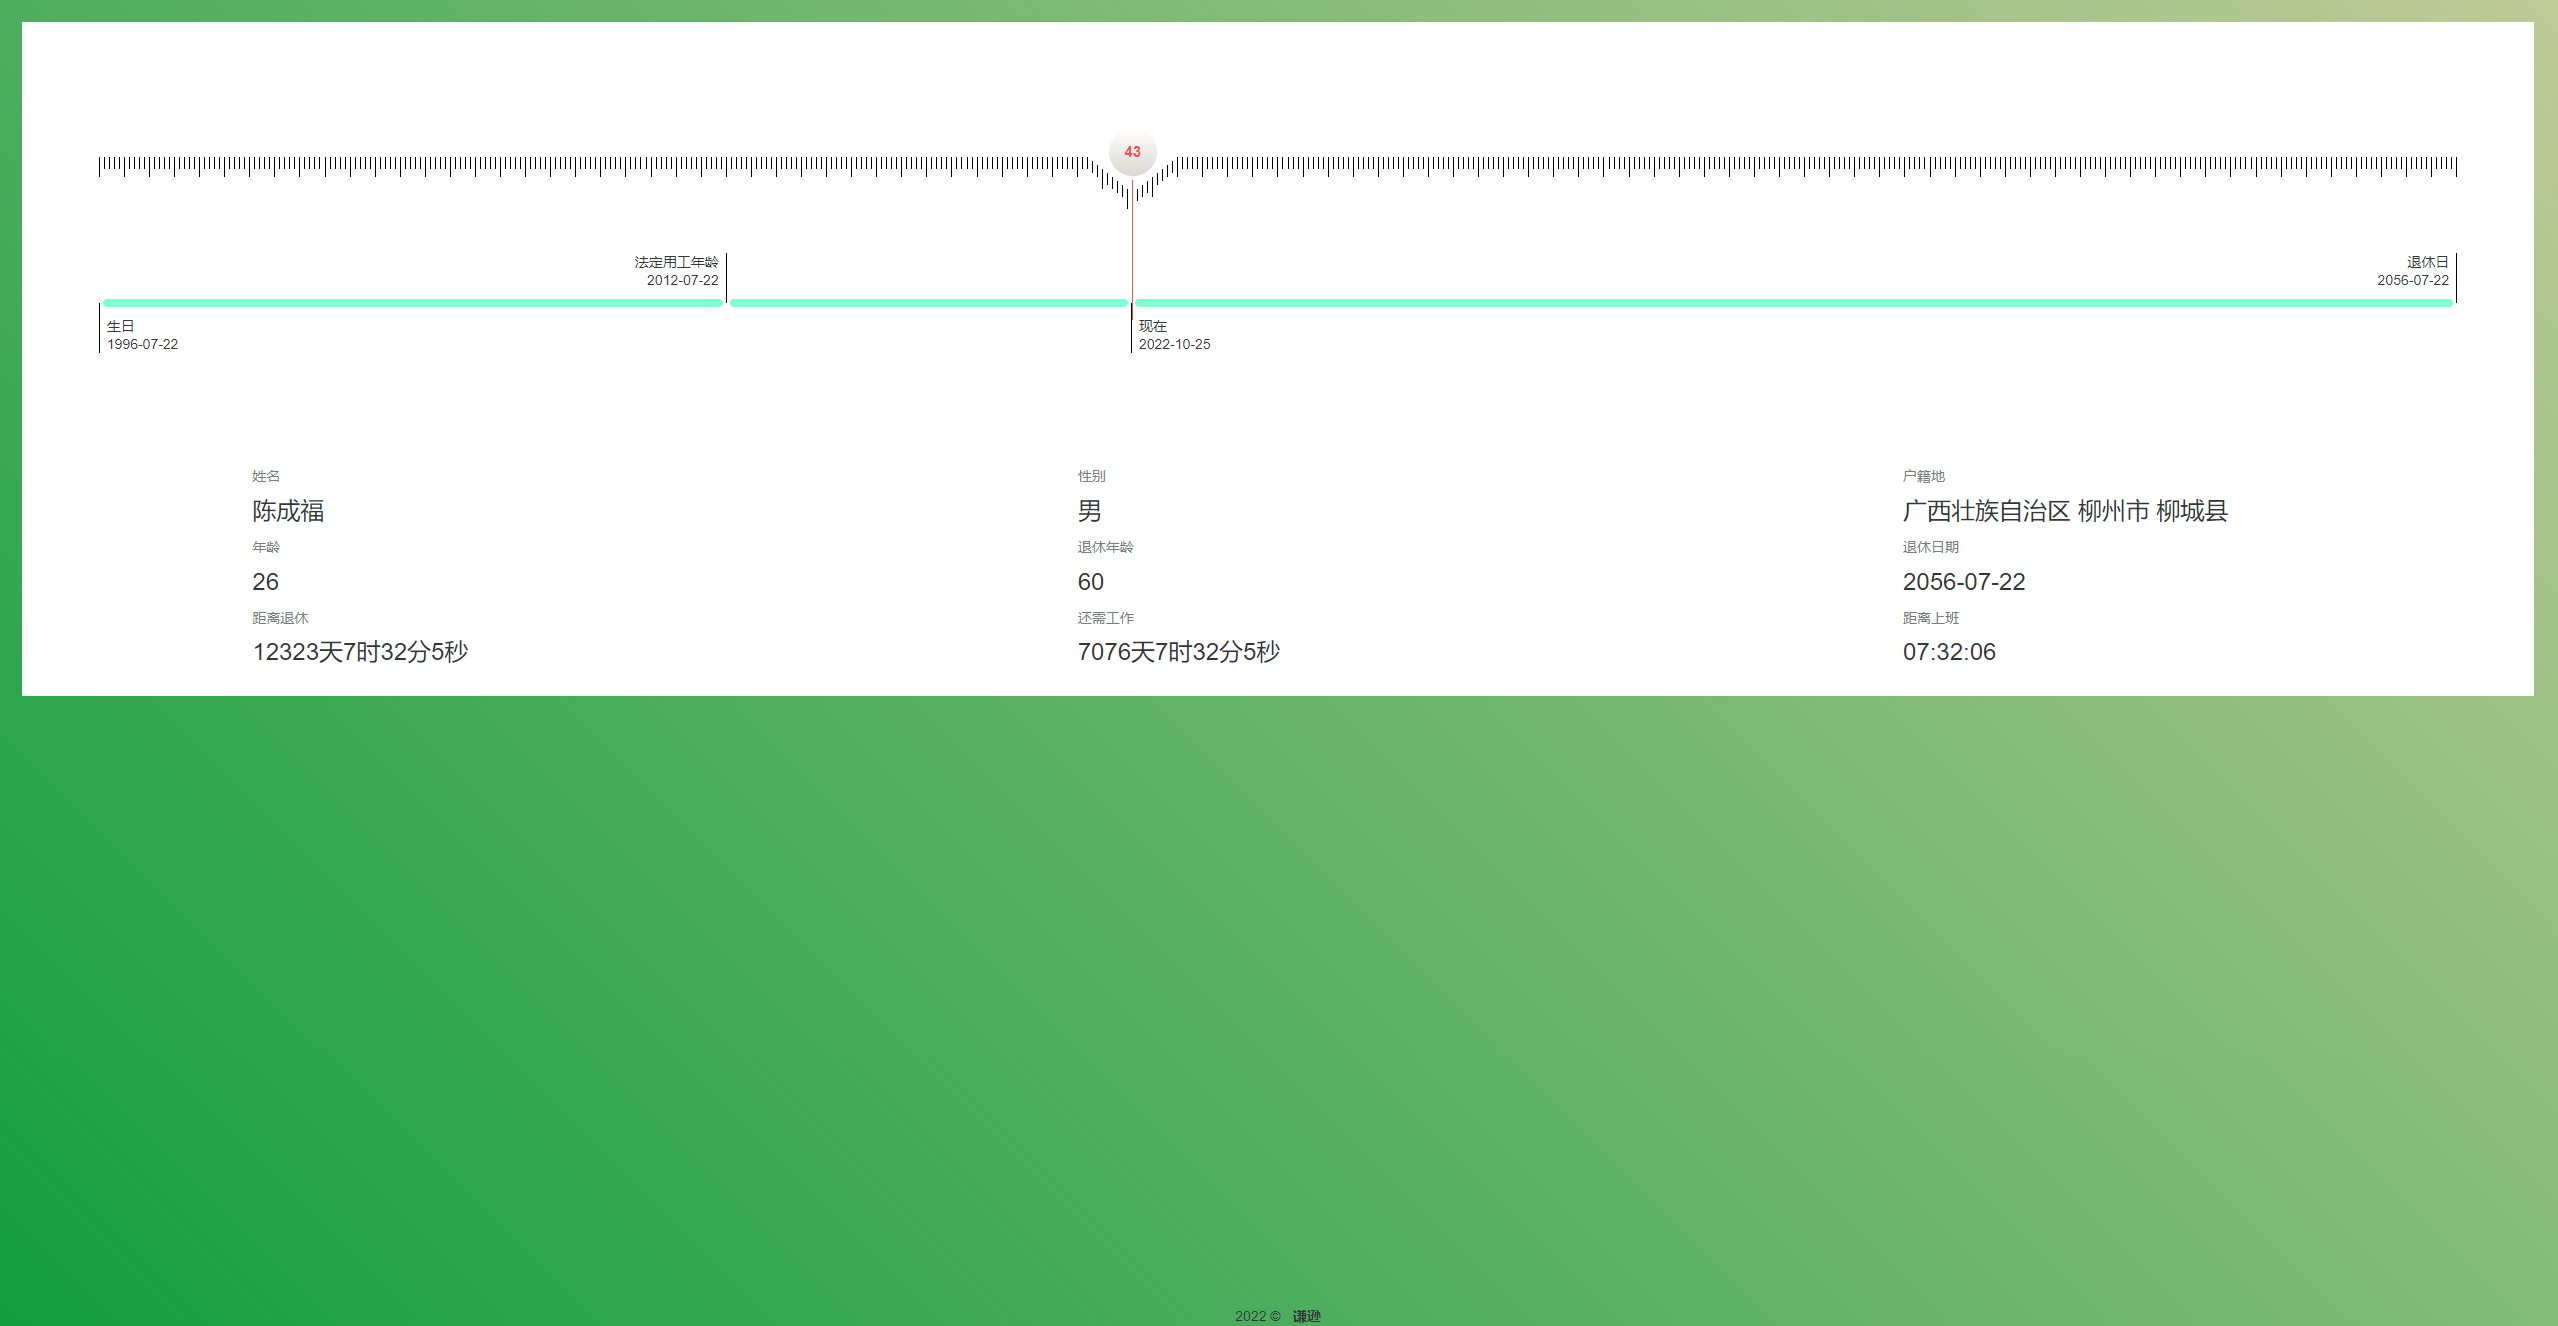 43
法定用工年龄
2012-07-22
退休日
2056-07-22
生日
1996-07-22
现在
2022-10-25
姓名
陈成福
性别
男
户籍地
广西壮族自治区 柳州市 柳城县
年龄
26
退休年龄
60
退休日期
2056-07-22
距离退休
12323天7时32分5秒
还需工作
7076天7时32分5秒
距离上班
07:32:06
2022 © 谦逊